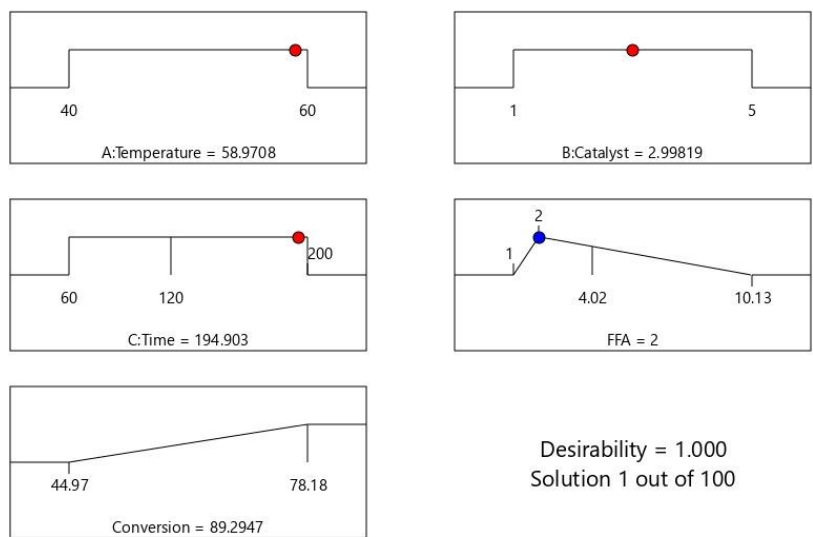 40
60
A:Temperature = 58.9708
1
5
B:Catalyst = 2.99819
200
60
120
C:Time = 194.903
2
1
4.02
10.13
FFA = 2
44.97
78.18
Conversion = 89.2947
Desirability = 1.000
Solution 1 out of 100